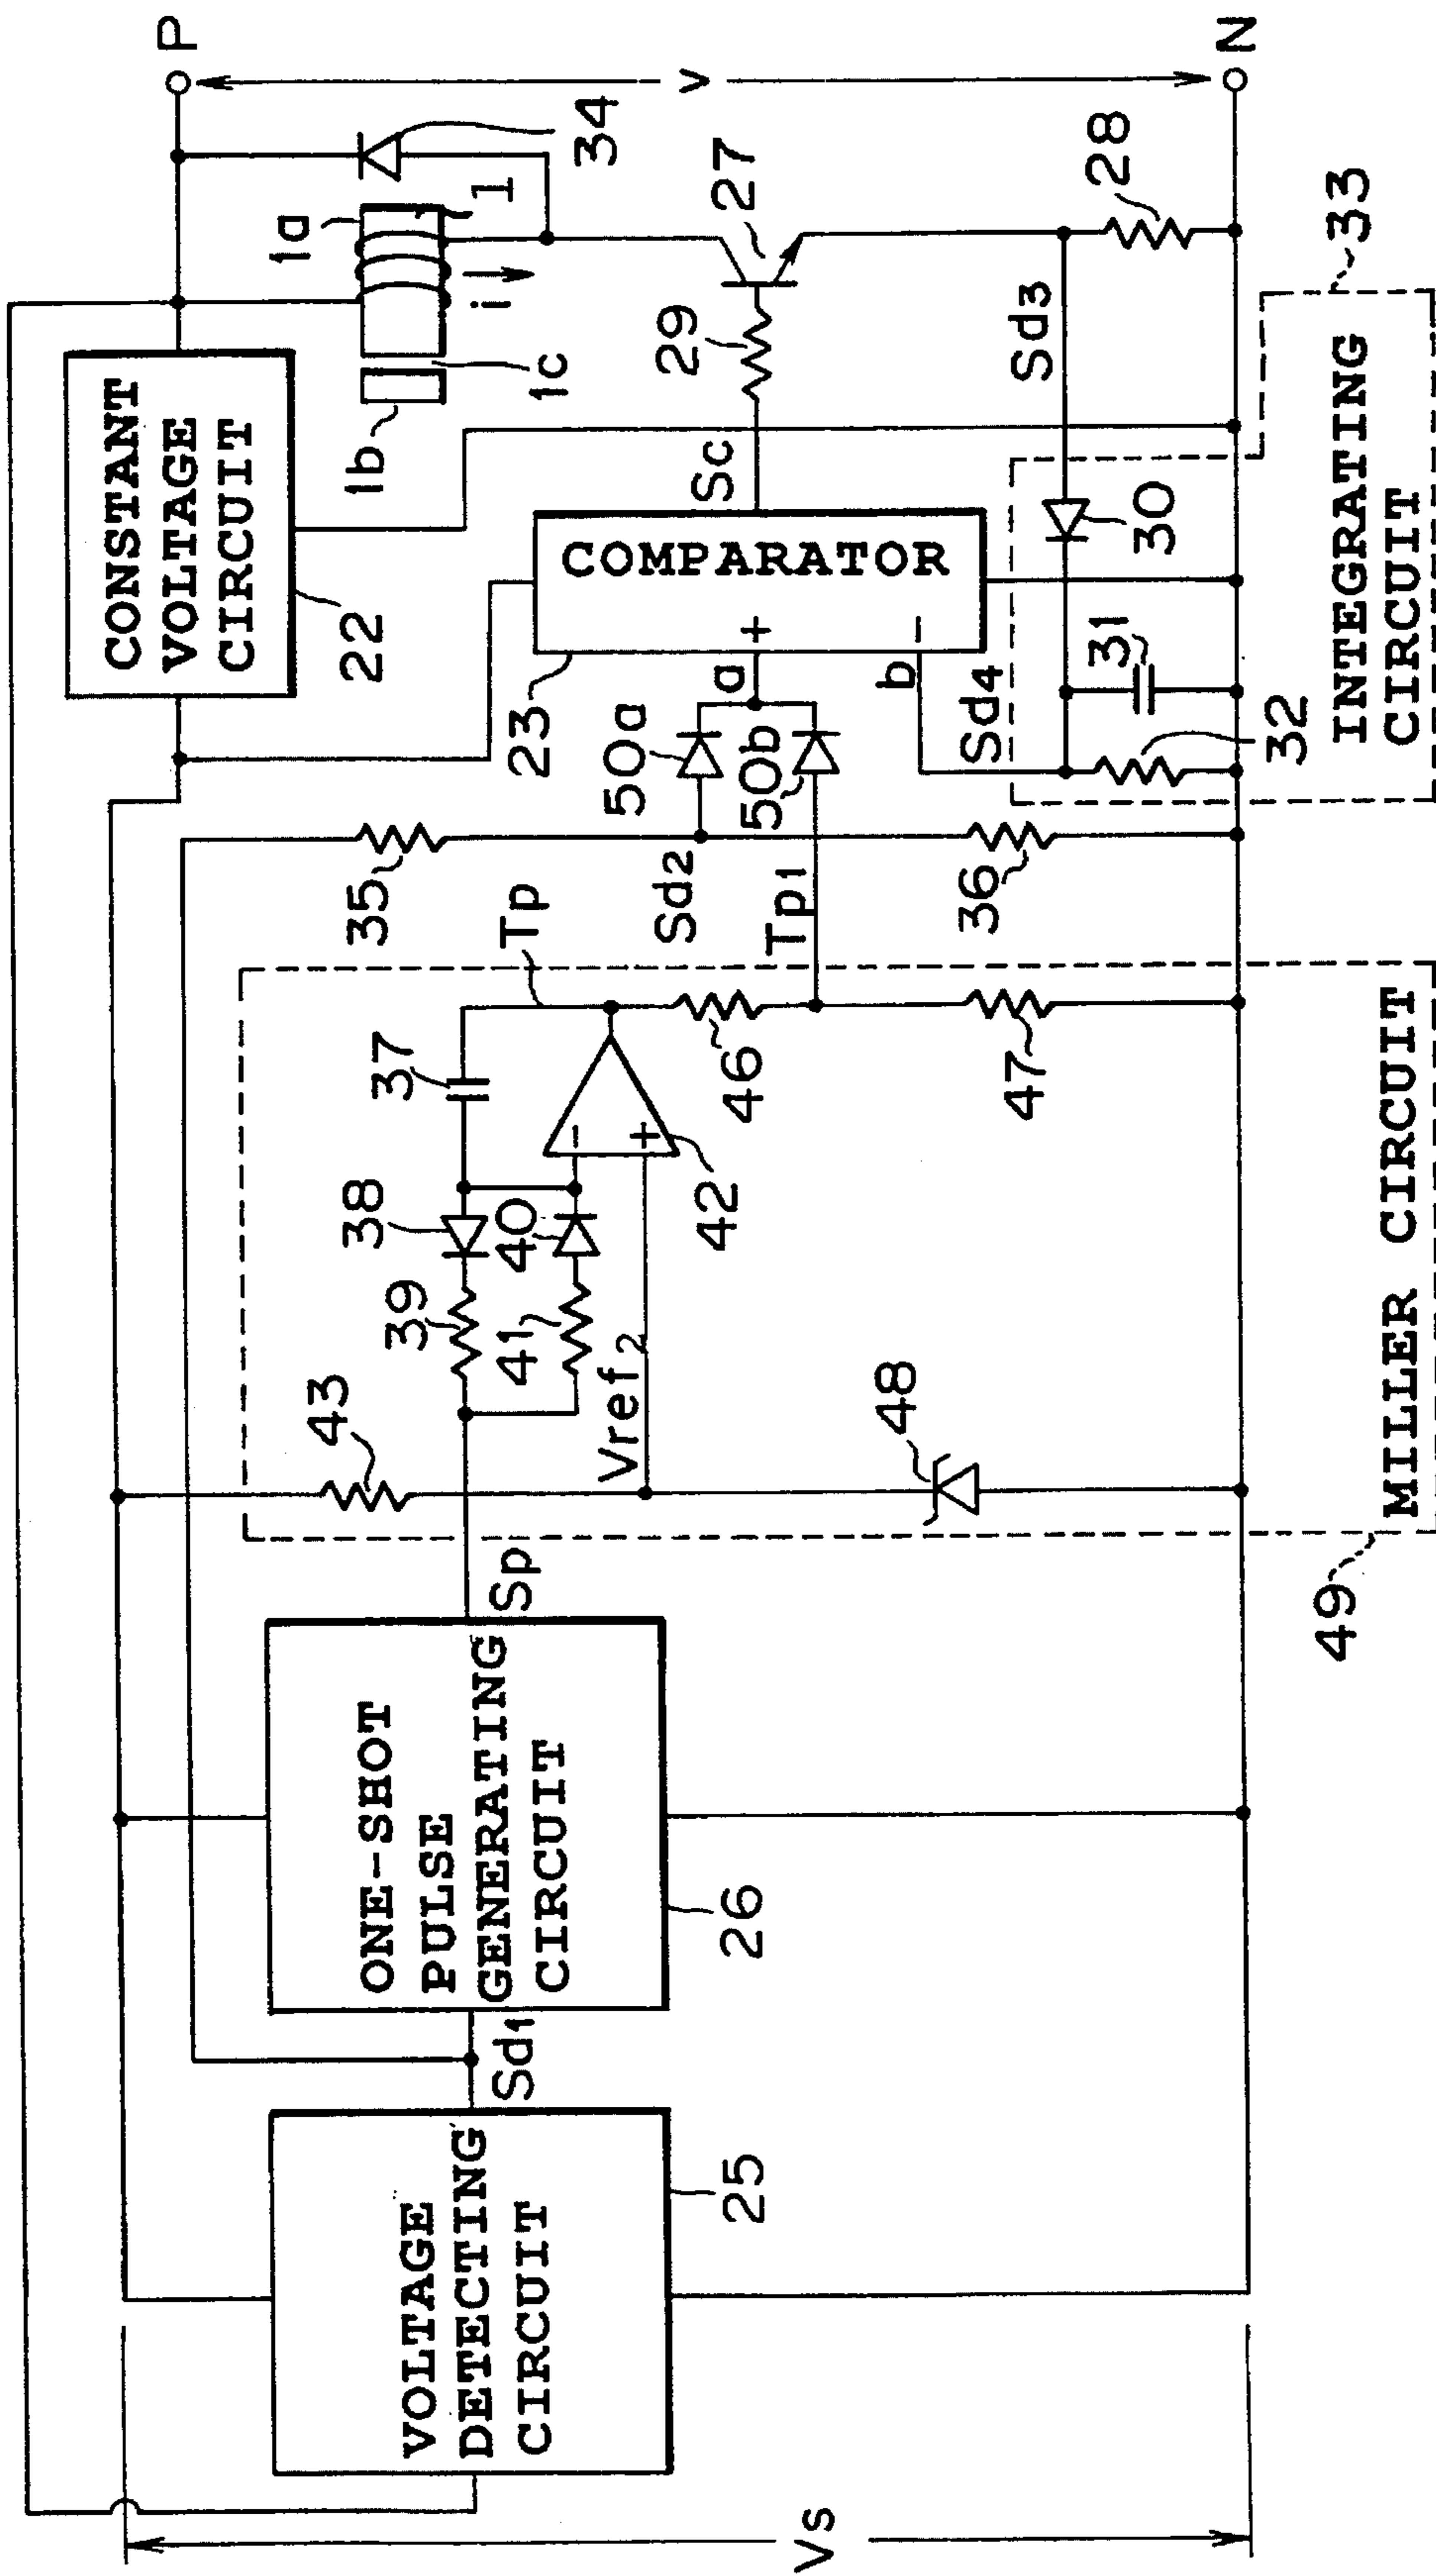 P
V
N
34
1a
1
i
1c
1b
CONSTANT
VOLTAGE
CIRCUIT
22
27
29
28
Sd3
Sc
33
INTEGRATING
CIRCUIT
COMPARATOR
+
-
23
a
b
30
31
32
Sd4
50a
50b
35
Sd2
36
Tp
Tp1
37
38
39
40
41
-
+
42
46
47
43
Vref2
48
MILLER CIRCUIT
49
Sp
ONE-SHOT
PULSE
GENERATING
CIRCUIT
26
Sd1
VOLTAGE
DETECTING
CIRCUIT
25
Vs